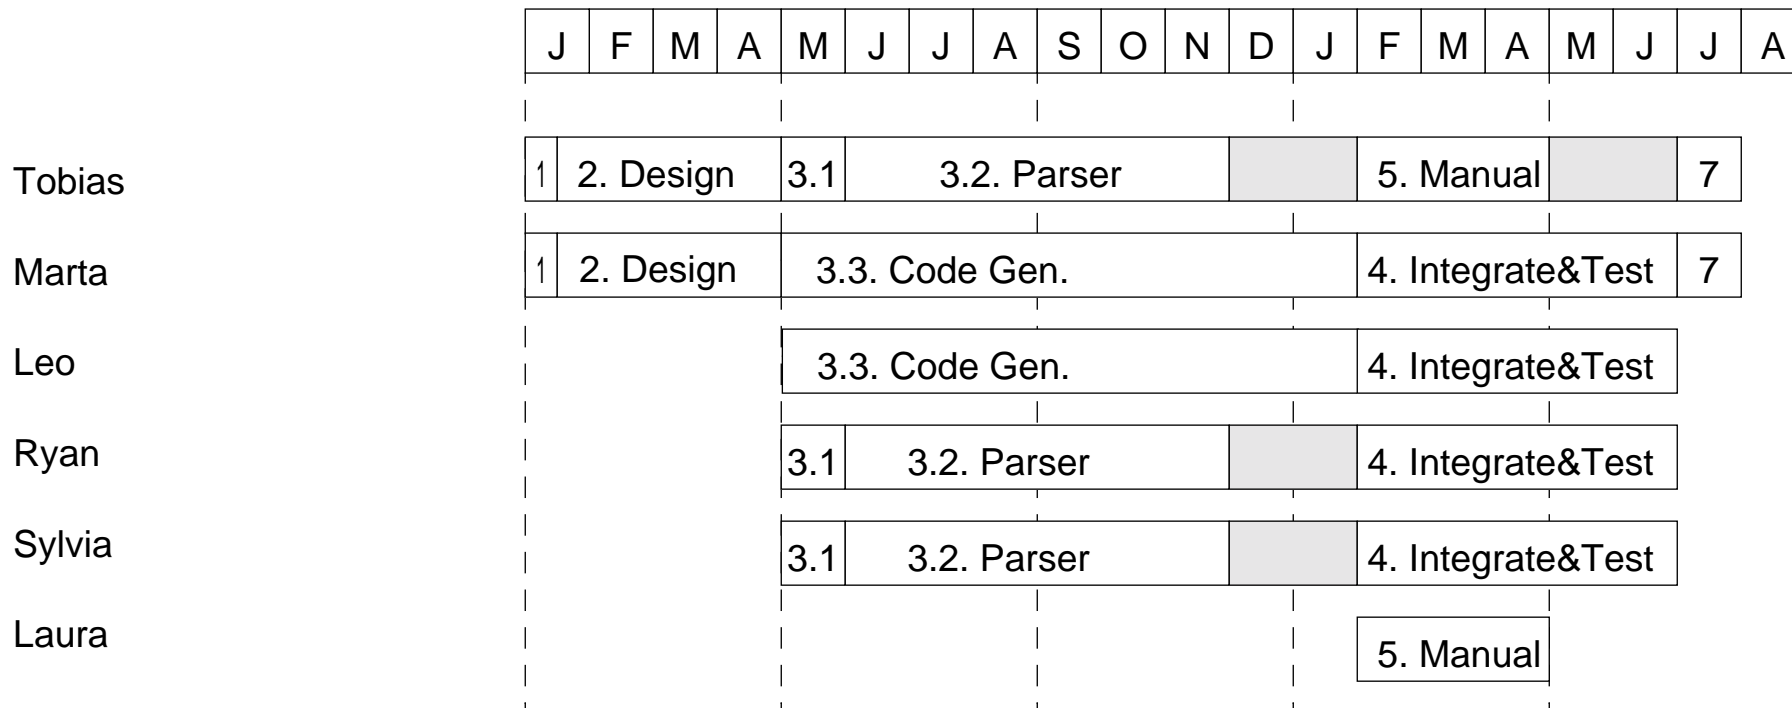 J F M A M J J A S O N D J F M A M J J A
Tobias 1 2. Design 3.1 3.2. Parser 5. Manual 7
Marta 1 2. Design 3.3. Code Gen. 4. Integrate&Test 7
Leo 3.3. Code Gen. 4. Integrate&Test
Ryan 3.1 3.2. Parser 4. Integrate&Test
Sylvia 3.1 3.2. Parser 4. Integrate&Test
Laura 5. Manual